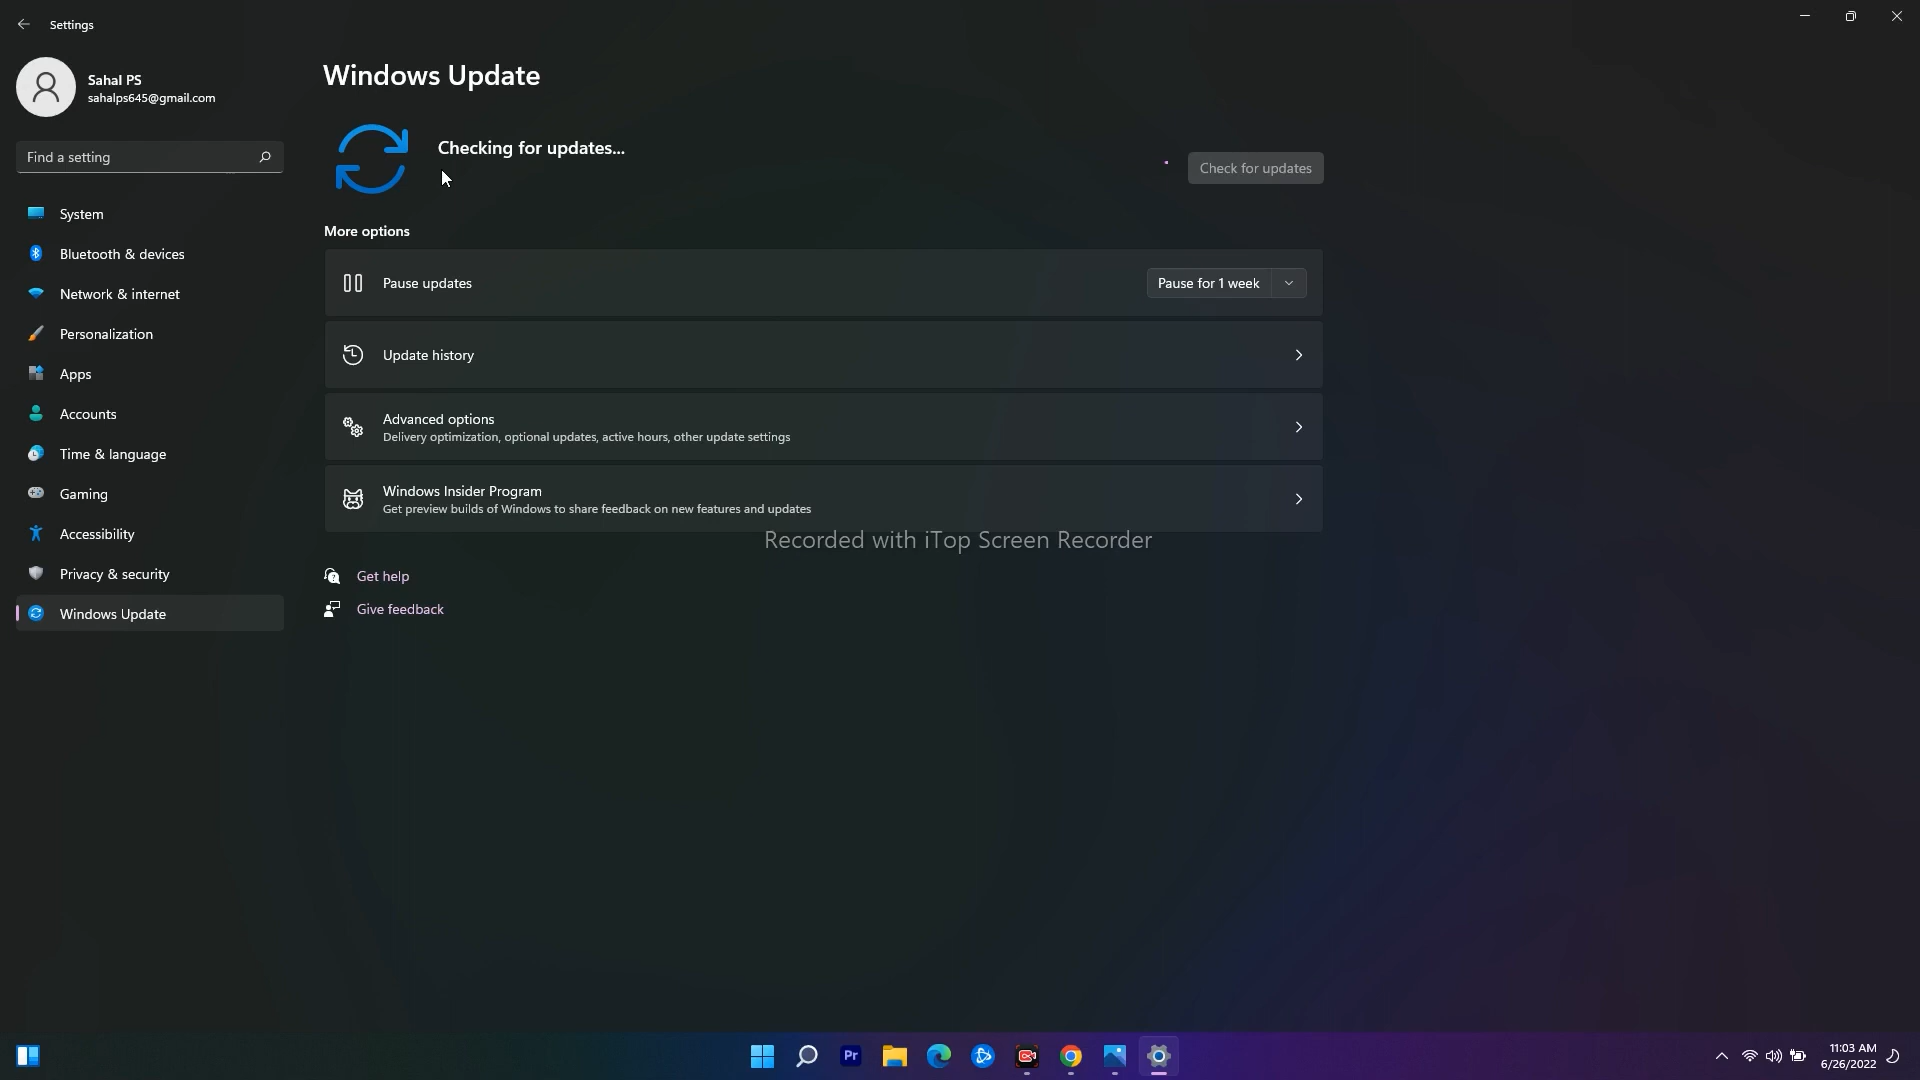 Settings
Sahal PS
sahalps645@gmail.com
Find a setting
System
Bluetooth & devices
Network & internet
Personalization
Apps
Accounts
Time & language
Gaming
Accessibility
Privacy & security
Windows Update
Windows Update
Checking for updates...
Check for updates
More options
Pause updates
Pause for 1 week
Update history
Advanced options
Delivery optimization, optional updates, active hours, other update settings
Windows Insider Program
Get preview builds of Windows to share feedback on new features and updates
Recorded with iTop Screen Recorder
Get help
Give feedback
Pr
11:03 AM
6/26/2022